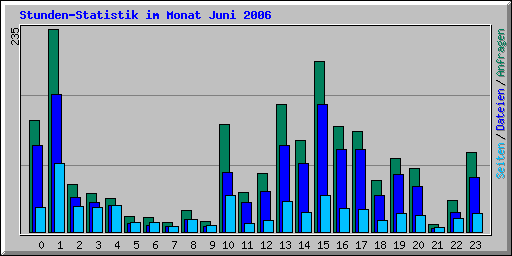 Stunden-Statistik im Monat Juni 2006
235
Seiten / Dateien / Anfragen
0 1 2 3 4 5 6 7 8 9 10 11 12 13 14 15 16 17 18 19 20 21 22 23